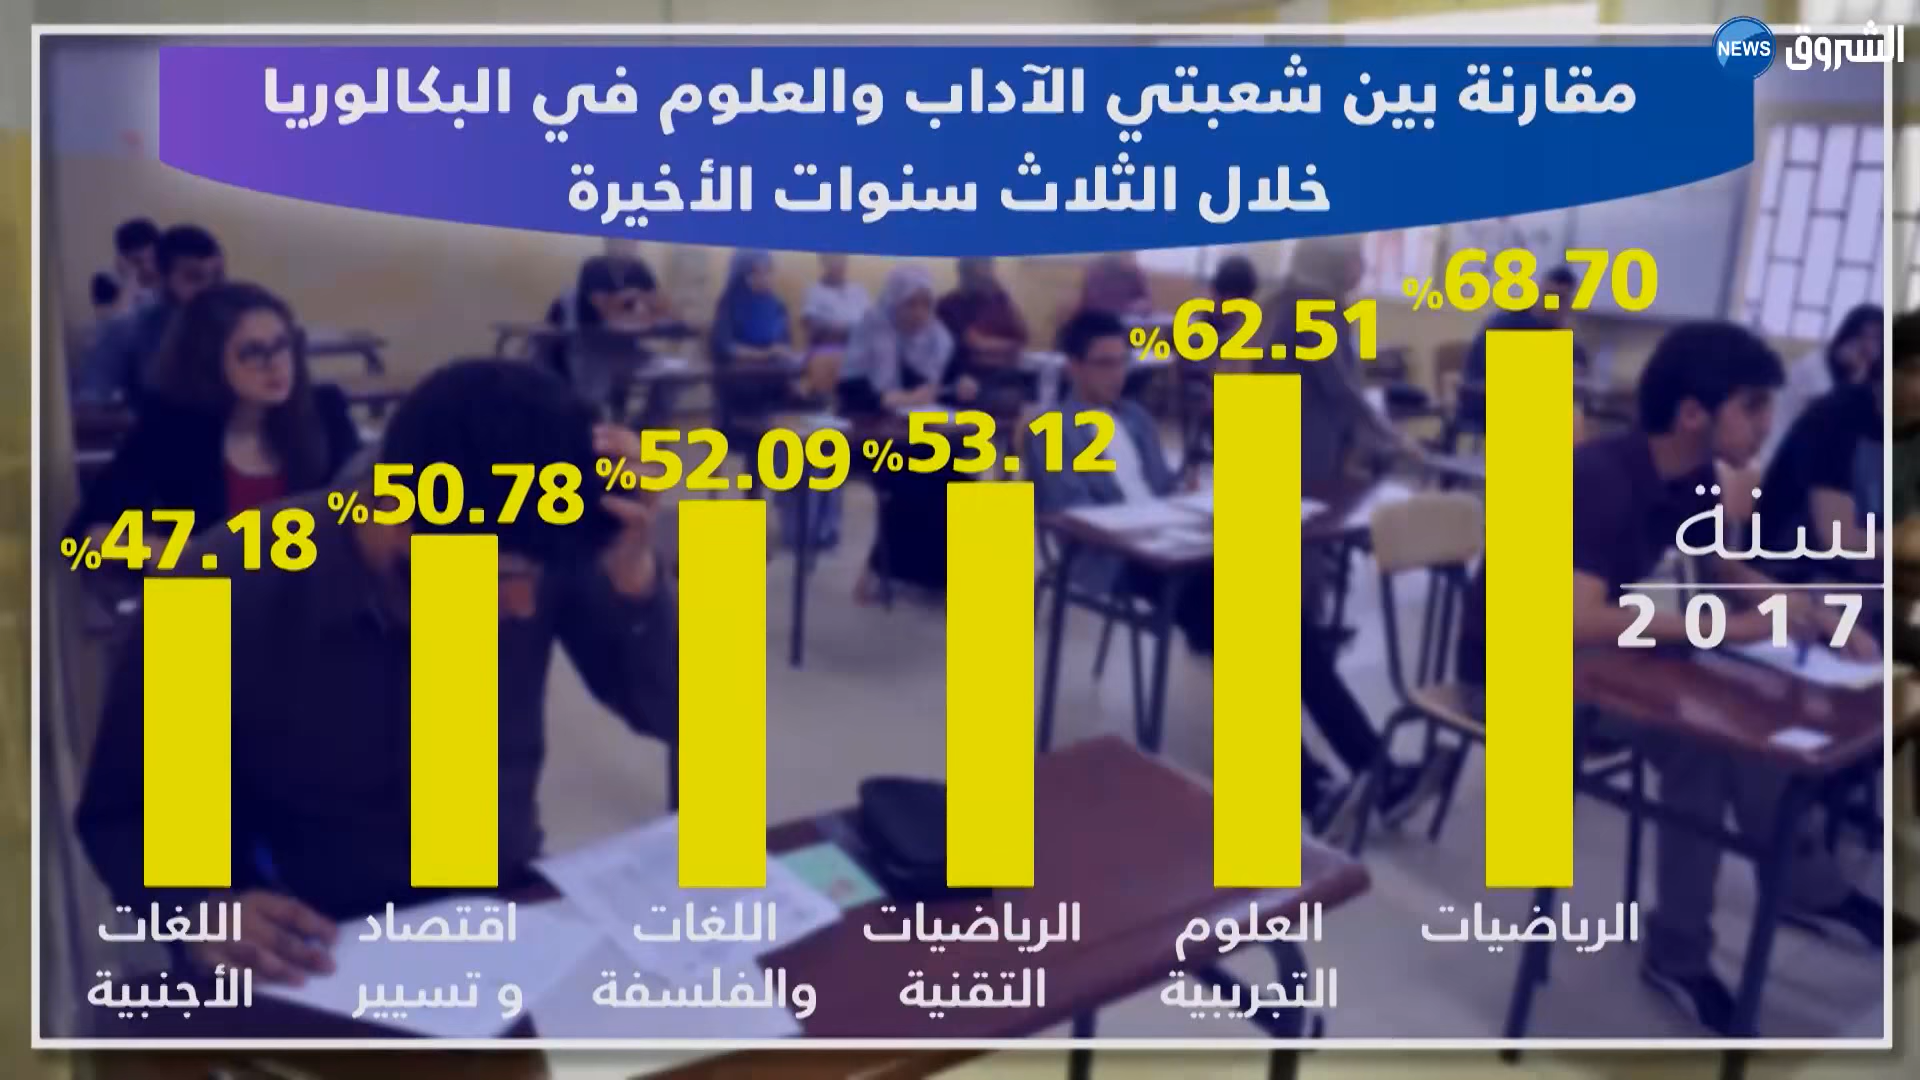 NEWS الشروق
مقارنة بين شعبتي الآداب والعلوم في البكالوريا
خلال الثلاث سنوات الأخيرة
%68.70
%62.51
%53.12
%52.09
%50.78
%47.18
سنة
2017
الرياضيات
العلوم
التجريبية
الرياضيات
التقنية
اللغات
والفلسفة
اقتصاد
و تسيير
اللغات
الأجنبية